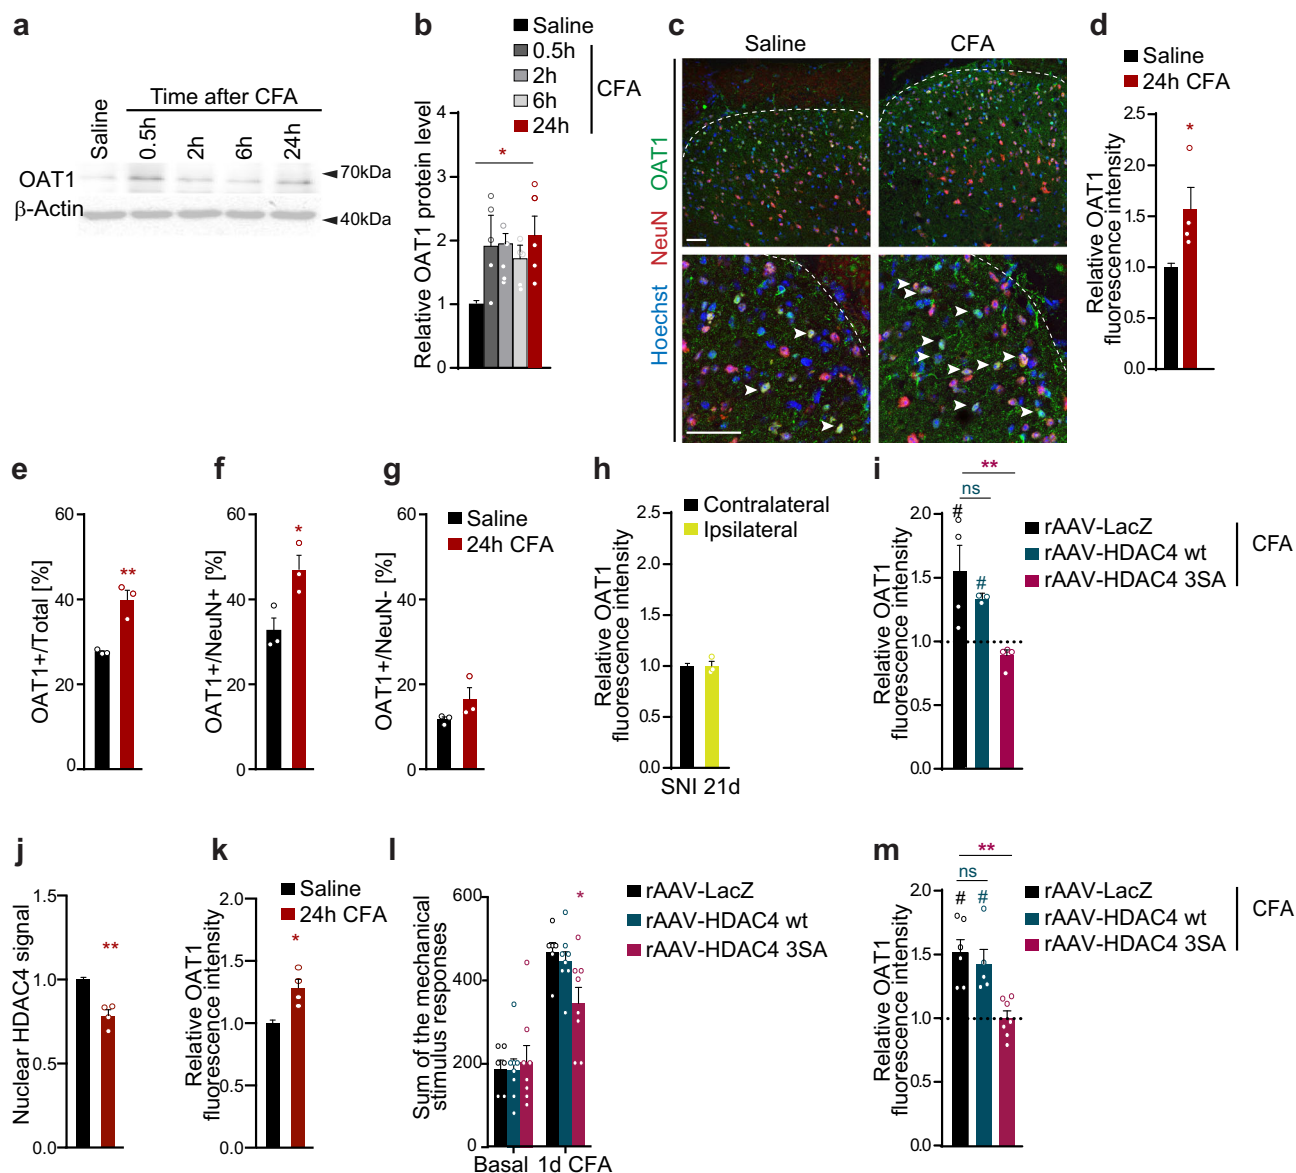 a
Time after CFA
Saline
0.5h
2h
6h
24h
OAT1
β-Actin
70kDa
40kDa
b
Saline
0.5h
2h
6h
24h
CFA
Relative OAT1 protein level
4
3
2
1
0
*
c
Saline
CFA
Hoechst NeuN OAT1
d
Saline
24h CFA
Relative OAT1
fluorescence intensity
2.5
2.0
1.5
1.0
0.5
0.0
*
e
OAT1+/Total [%]
60
40
20
0
**
f
OAT1+/NeuN+ [%]
60
40
20
0
*
g
OAT1+/NeuN- [%]
60
40
20
0
Saline
24h CFA
h
Contralateral
Ipsilateral
Relative OAT1
fluorescence intensity
2.5
2.0
1.5
1.0
0.5
0.0
SNI 21d
i
**
ns
#
#
Relative OAT1
fluorescence intensity
2.0
1.5
1.0
0.5
0.0
rAAV-LacZ
rAAV-HDAC4 wt
rAAV-HDAC4 3SA
CFA
j
Nuclear HDAC4 signal
1.5
1.0
0.5
0.0
**
k
Saline
24h CFA
Relative OAT1
fluorescence intensity
2.0
1.5
1.0
0.5
0.0
*
l
Sum of the mechanical
stimulus responses
600
400
200
0
*
Basal 1d CFA
rAAV-LacZ
rAAV-HDAC4 wt
rAAV-HDAC4 3SA
m
**
ns
#
#
Relative OAT1
fluorescence intensity
2.0
1.5
1.0
0.5
0.0
rAAV-LacZ
rAAV-HDAC4 wt
rAAV-HDAC4 3SA
CFA